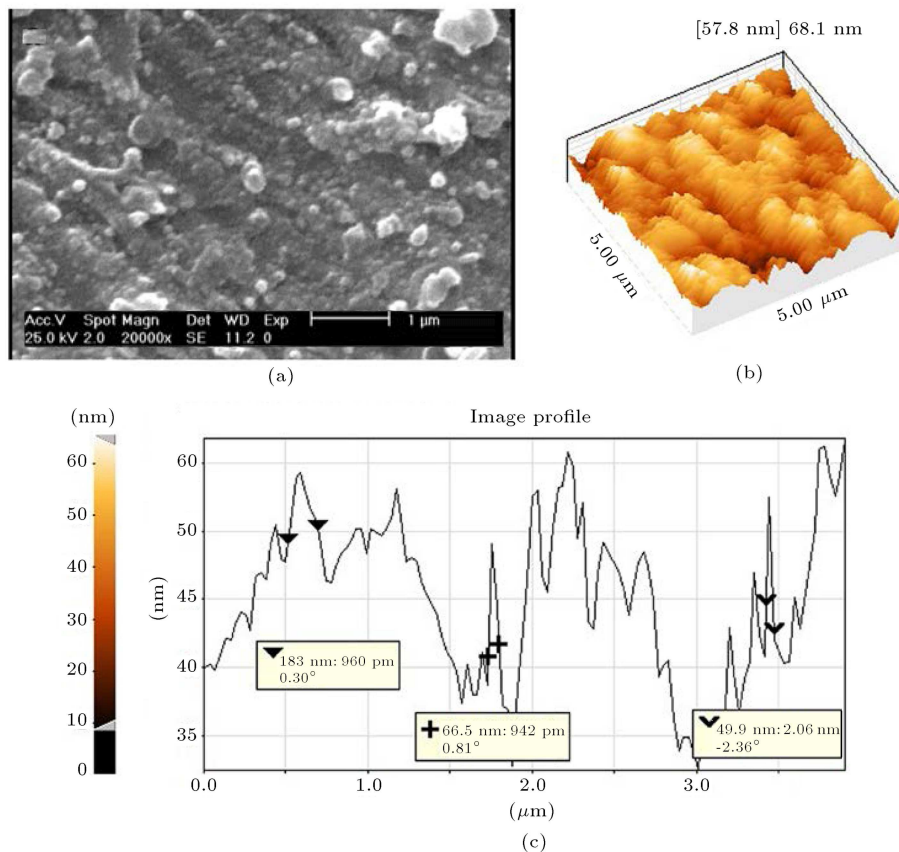 Acc.V Spot Magn Det WD Exp 1 μm
25.0 kV 2.0 20000x SE 11.2 0
(a)
[57.8 nm] 68.1 nm
5.00 μm
5.00 μm
(b)
(nm)
60
50
40
30
20
10
0
Image profile
60
55
50
45
40
35
(nm)
183 nm: 960 pm
0.30°
66.5 nm: 942 pm
0.81°
49.9 nm: 2.06 nm
-2.36°
0.0 1.0 2.0 3.0
(μm)
(c)